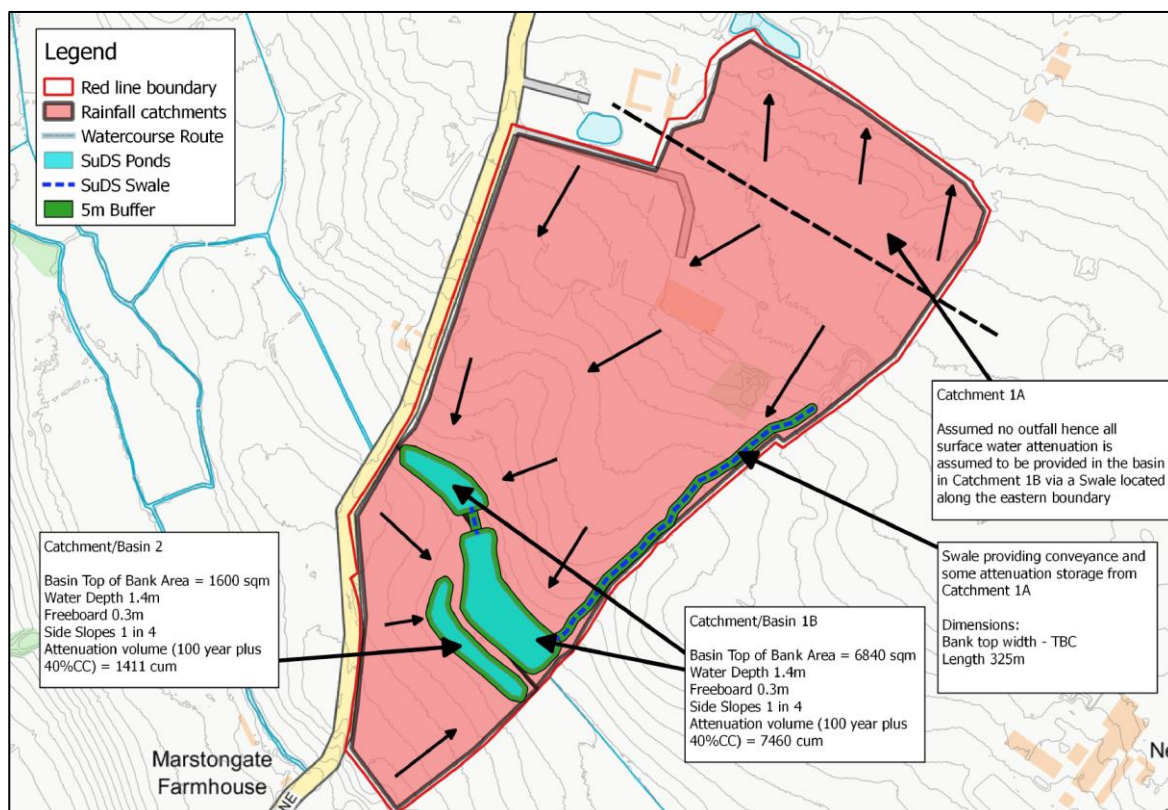 Legend
Red line boundary
Rainfall catchments
Watercourse Route
SuDS Ponds
SuDS Swale
5m Buffer
Catchment 1A
Assumed no outfall hence all
surface water attenuation is
assumed to be provided in the basin
in Catchment 1B via a Swale located
along the eastern boundary
Catchment/Basin 2
Basin Top of Bank Area = 1600 sqm
Water Depth 1.4m
Freeboard 0.3m
Side Slopes 1 in 4
Attenuation volume (100 year plus
40%CC) = 1411 cum
Swale providing conveyance and
some attenuation storage from
Catchment 1A
Dimensions:
Bank top width - TBC
Length 325m
Catchment/Basin 1B
Basin Top of Bank Area = 6840 sqm
Water Depth 1.4m
Freeboard 0.3m
Side Slopes 1 in 4
Attenuation volume (100 year plus
40%CC) = 7460 cum
Marstongate
Farmhouse
NE
Ne